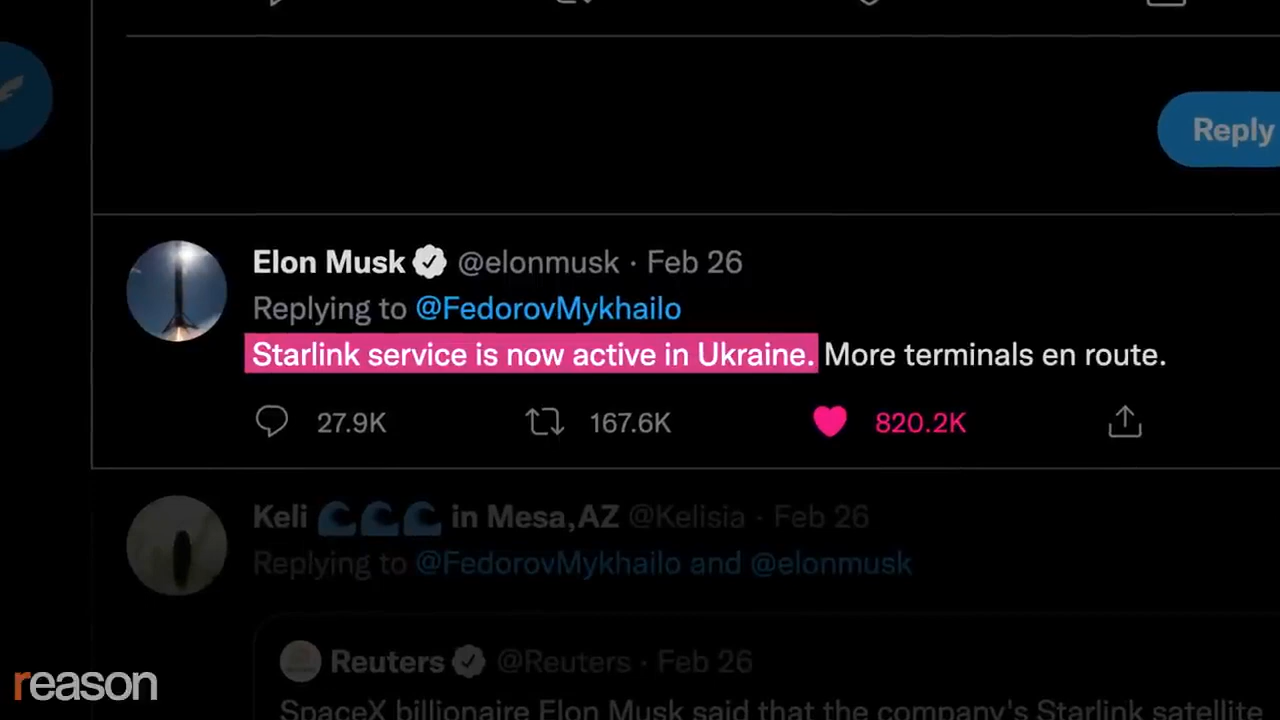 Reply
Elon Musk @elonmusk · Feb 26
Replying to @FedorovMykhailo
Starlink service is now active in Ukraine. More terminals en route.
27.9K 167.6K 820.2K
Keli 🌊🌊🌊 in Mesa,AZ @Kelisia · Feb 26
Replying to @FedorovMykhailo and @elonmusk
Reuters @Reuters · Feb 26
SpaceX billionaire Elon Musk said that the company's Starlink satellite
reason